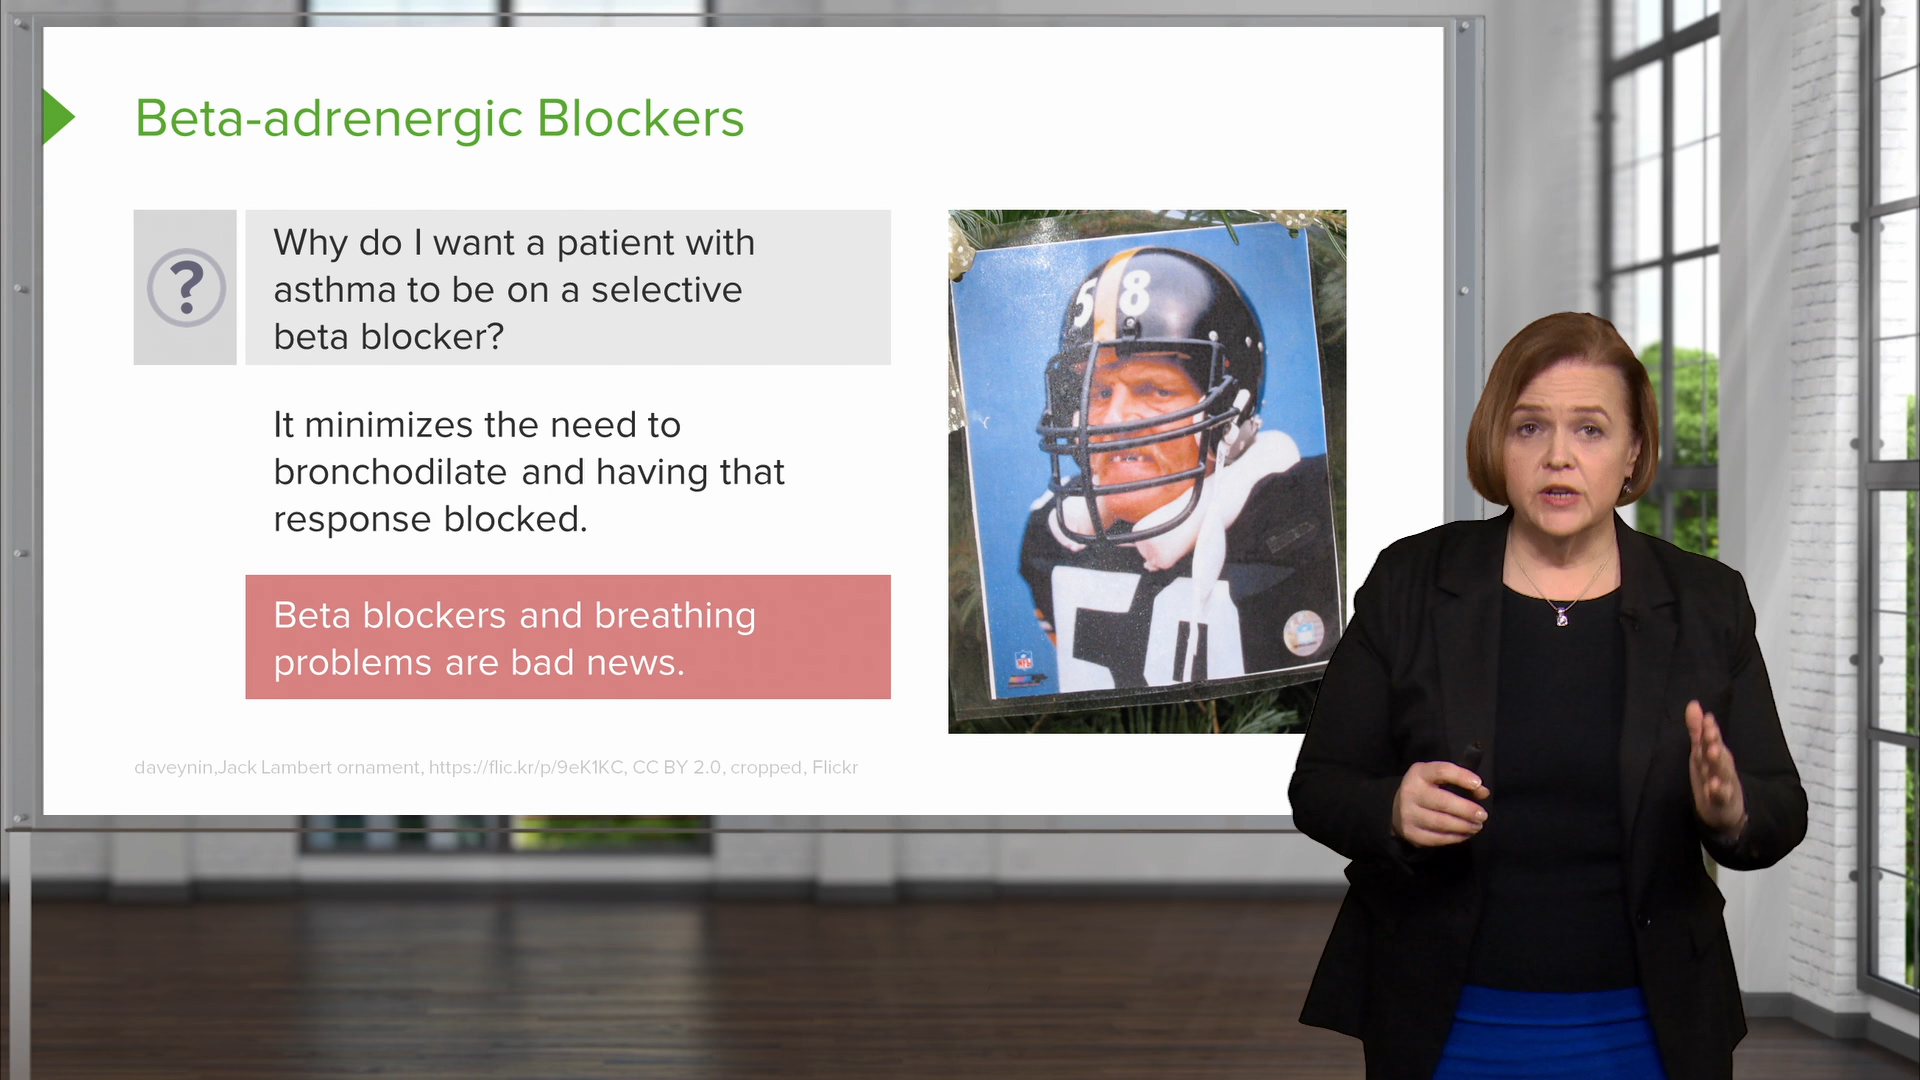 Beta-adrenergic Blockers
?
Why do I want a patient with
asthma to be on a selective
beta blocker?
It minimizes the need to
bronchodilate and having that
response blocked.
Beta blockers and breathing
problems are bad news.
58
NFL
daveynin,Jack Lambert ornament, https://flic.kr/p/9eK1KC, CC BY 2.0, cropped, Flickr